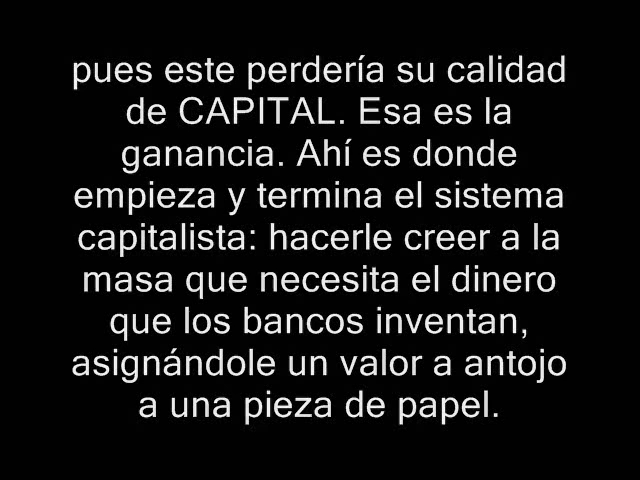 pues este perdería su calidad
de CAPITAL. Esa es la
ganancia. Ahí es donde
empieza y termina el sistema
capitalista: hacerle creer a la
masa que necesita el dinero
que los bancos inventan,
asignándole un valor a antojo
a una pieza de papel.